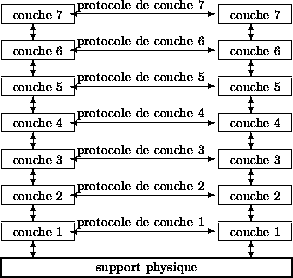 couche 7 protocole de couche 7 couche 7
couche 6 protocole de couche 6 couche 6
couche 5 protocole de couche 5 couche 5
couche 4 protocole de couche 4 couche 4
couche 3 protocole de couche 3 couche 3
couche 2 protocole de couche 2 couche 2
couche 1 protocole de couche 1 couche 1
support physique